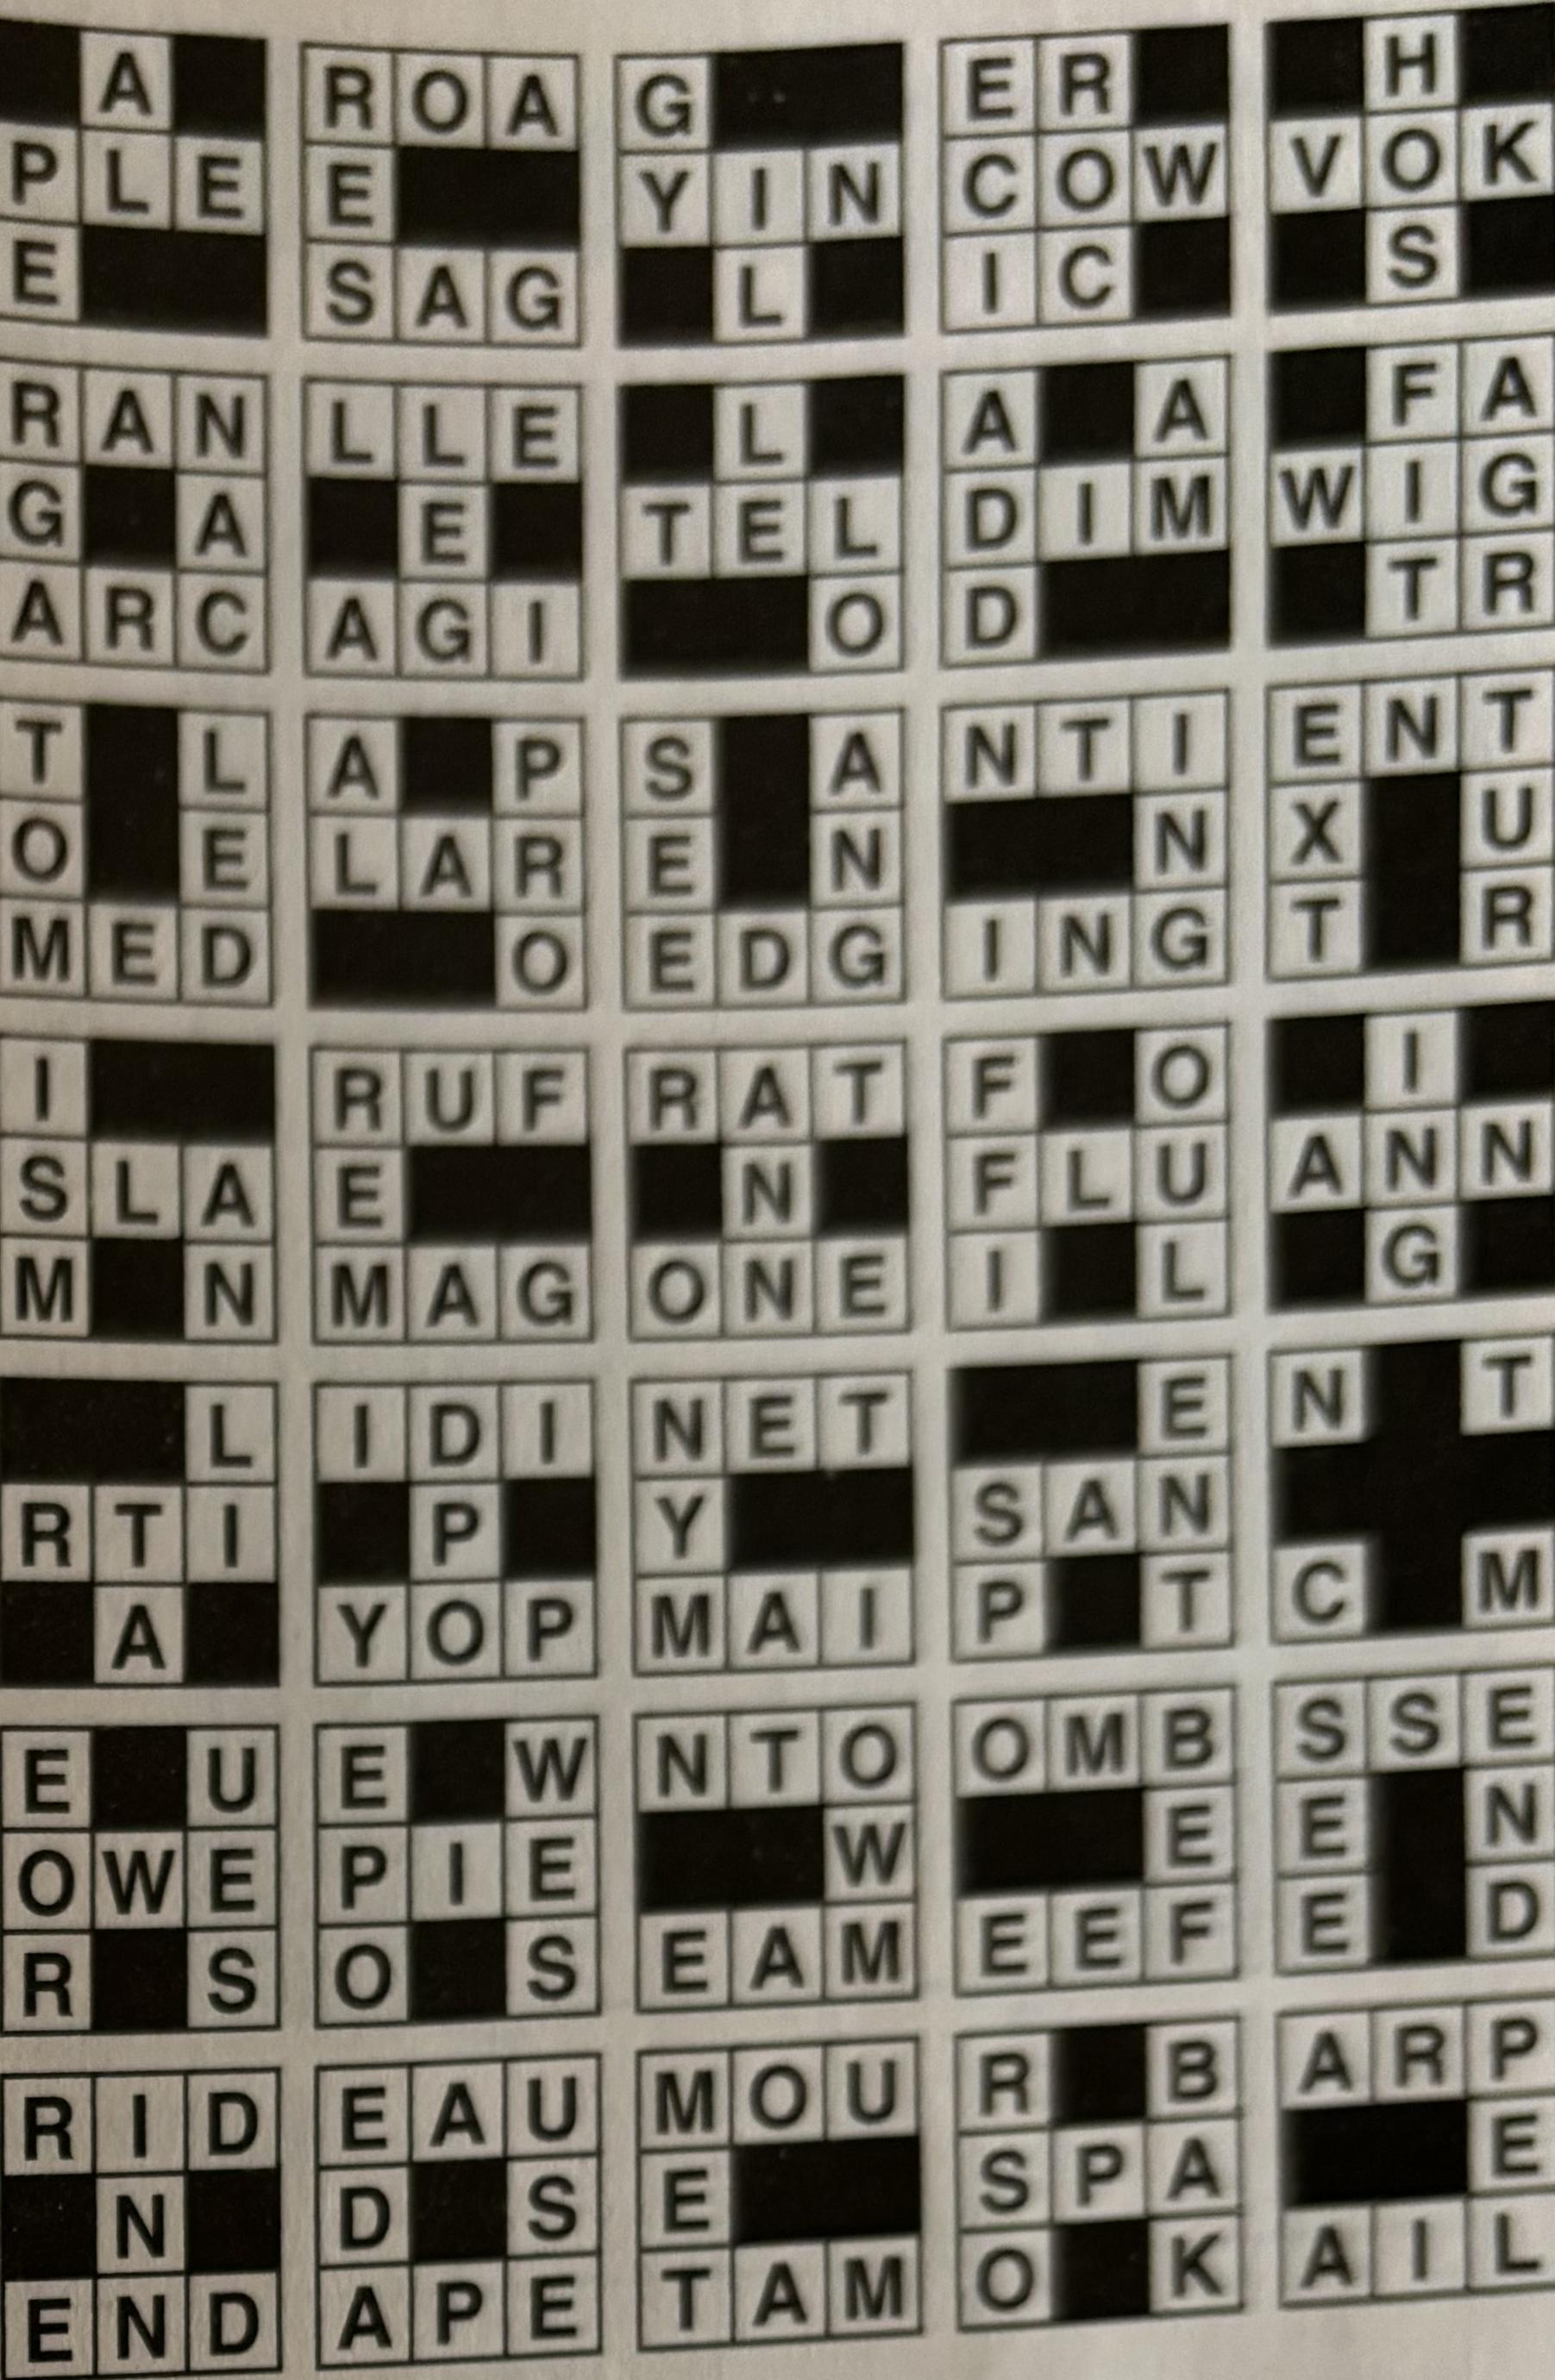 A ROA G ER H
PLE E YIN COW VOK
E SAG L IC S
RAN LLE L A A FA
G A E TEL DIM WIG
ARC AGI O D TR
T L A P S A NTI ENT
O E LAR E N N X U
MED O EDG ING T R
I RUF RAT F O I
SLA E N FLU ANN
M N MAG ONE I L G
L IDI NET E N T
RTI P Y SAN
A YOP MAI P T C M
E U E W NTO OMB SSE
OWE PIE W E E N
R S O S EAM EEF E D
RID EAU MOU R B ARP
N D S E SPA E
END APE TAM O K AIL